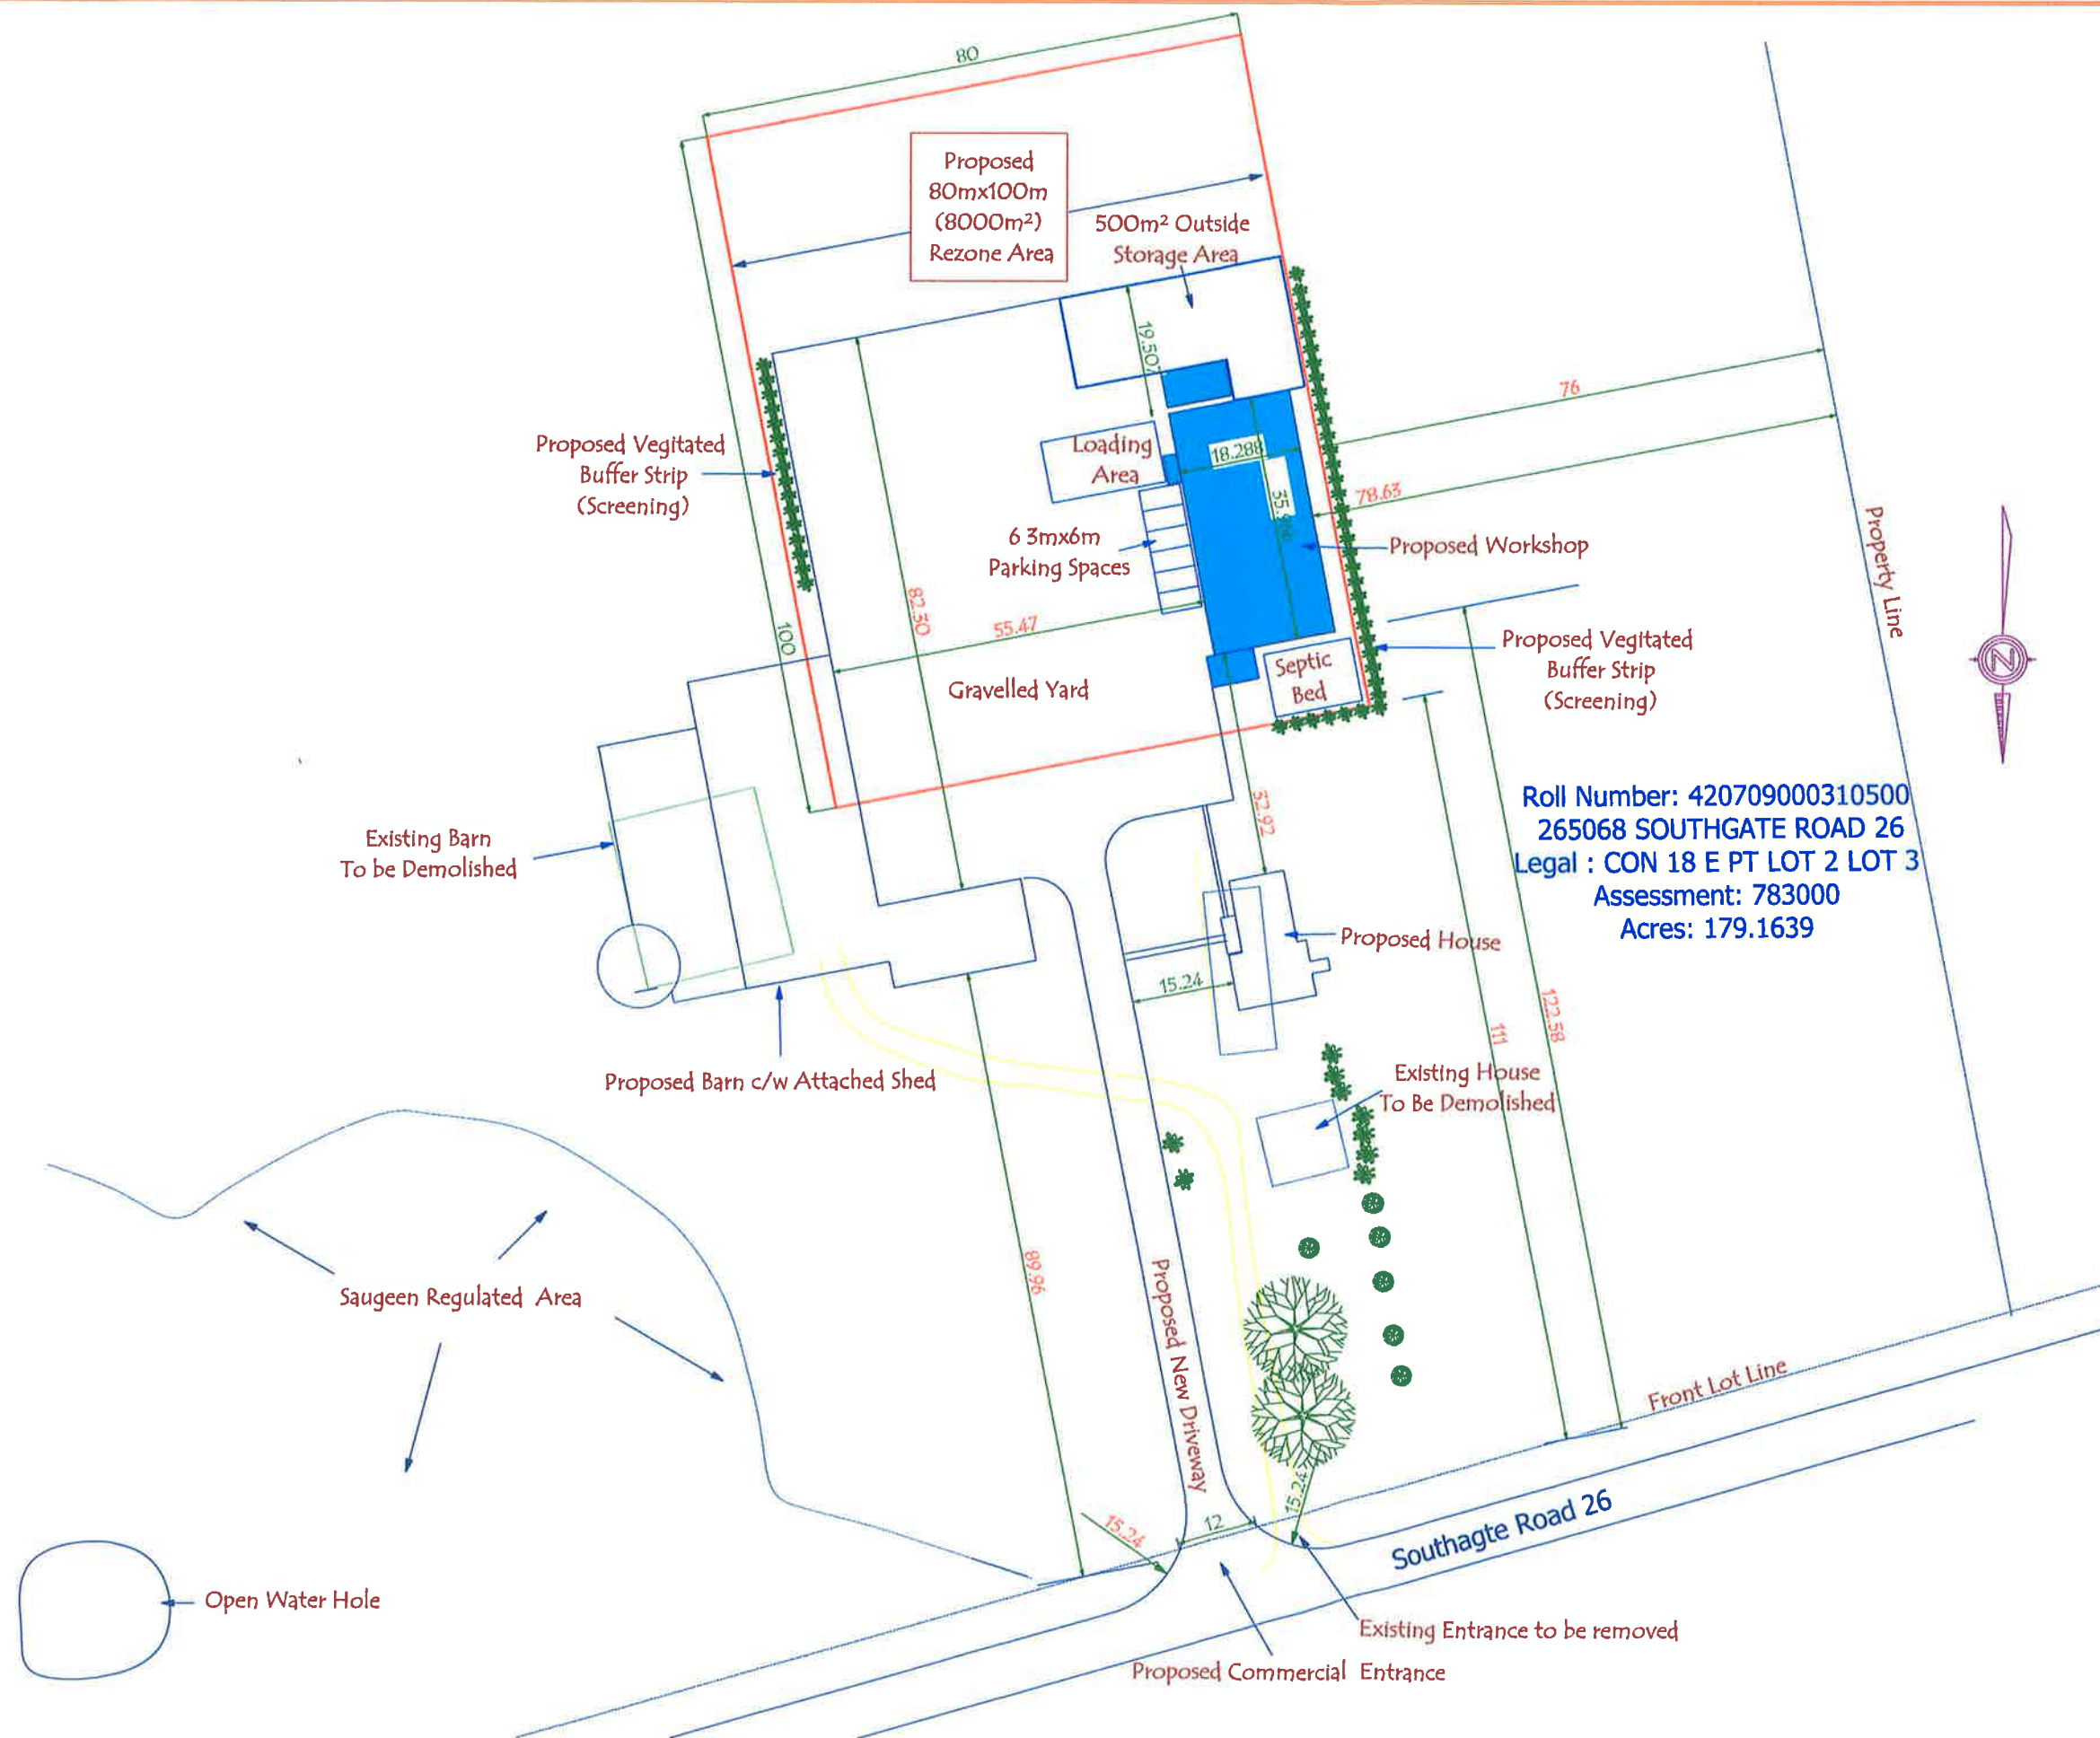 80
Proposed
80mx100m
(8000m²)
Rezone Area
500m² Outside
Storage Area
19.507
76
Proposed Vegitated
Buffer Strip
(Screening)
Loading
Area
18.288
78.63
6 3mx6m
Parking Spaces
Proposed Workshop
Property Line
N
82.30
55.47
100
Proposed Vegitated
Buffer Strip
(Screening)
Septic
Bed
Gravelled Yard
32.92
Roll Number: 420709000310500
265068 SOUTHGATE ROAD 26
Legal : CON 18 E PT LOT 2 LOT 3
Assessment: 783000
Acres: 179.1639
Existing Barn
To be Demolished
Proposed House
15.24
111
122.58
Proposed Barn c/w Attached Shed
Existing House
To Be Demolished
89.96
Saugeen Regulated Area
Proposed New Driveway
Front Lot Line
15.24
15.24
12
Southagte Road 26
Open Water Hole
Existing Entrance to be removed
Proposed Commercial Entrance